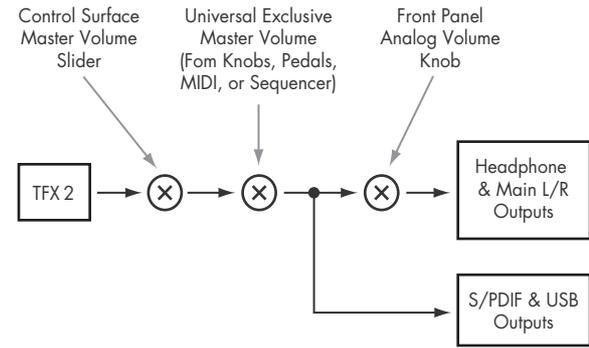 Control Surface
Master Volume
Slider
Universal Exclusive
Master Volume
(Fom Knobs, Pedals,
MIDI, or Sequencer)
Front Panel
Analog Volume
Knob
TFX 2
Headphone
& Main L/R
Outputs
S/PDIF & USB
Outputs